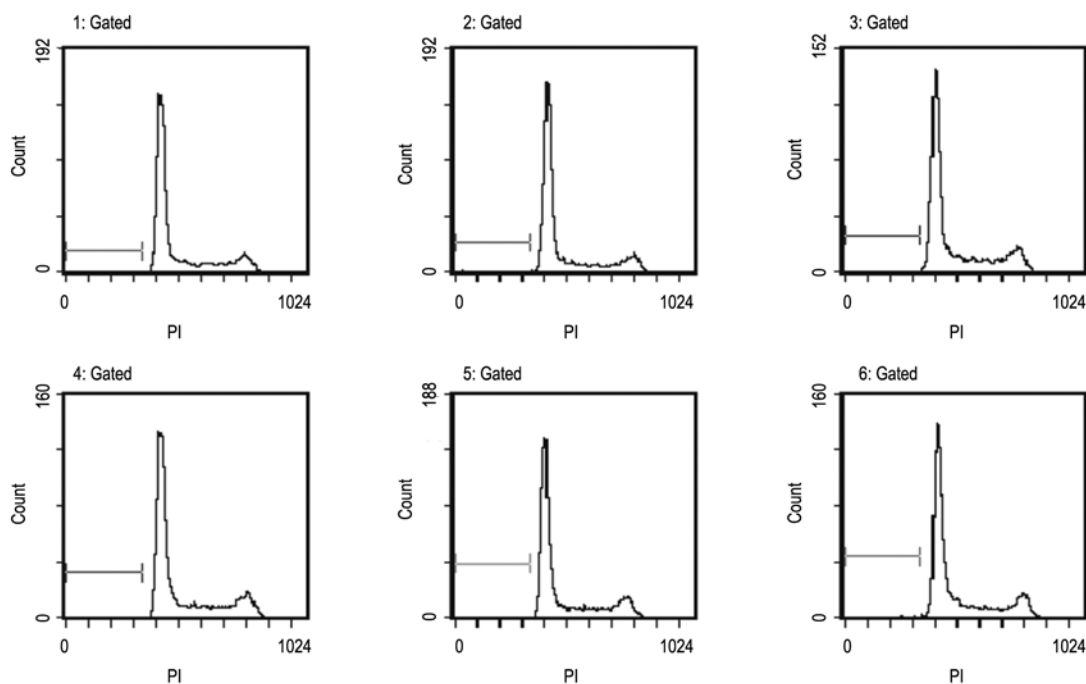 1: Gated
192
Count
0
0
1024
PI
2: Gated
192
Count
0
0
1024
PI
3: Gated
152
Count
0
0
1024
PI
4: Gated
160
Count
0
0
1024
PI
5: Gated
188
Count
0
0
1024
PI
6: Gated
160
Count
0
0
1024
PI